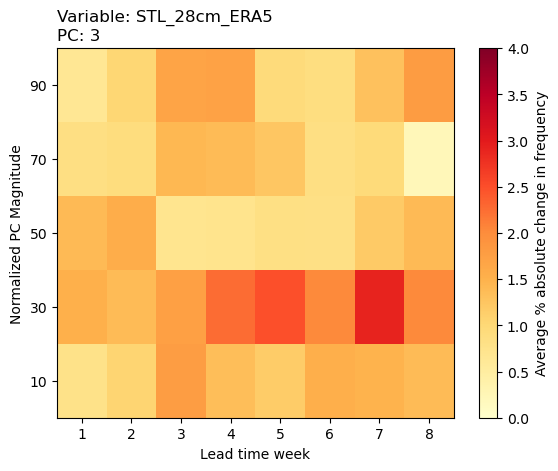 Variable: STL_28cm_ERA5
PC: 3
Normalized PC Magnitude
90
70
50
30
10
1 2 3 4 5 6 7 8
Lead time week
4.0
3.5
3.0
2.5
2.0
1.5
1.0
0.5
0.0
Average % absolute change in frequency